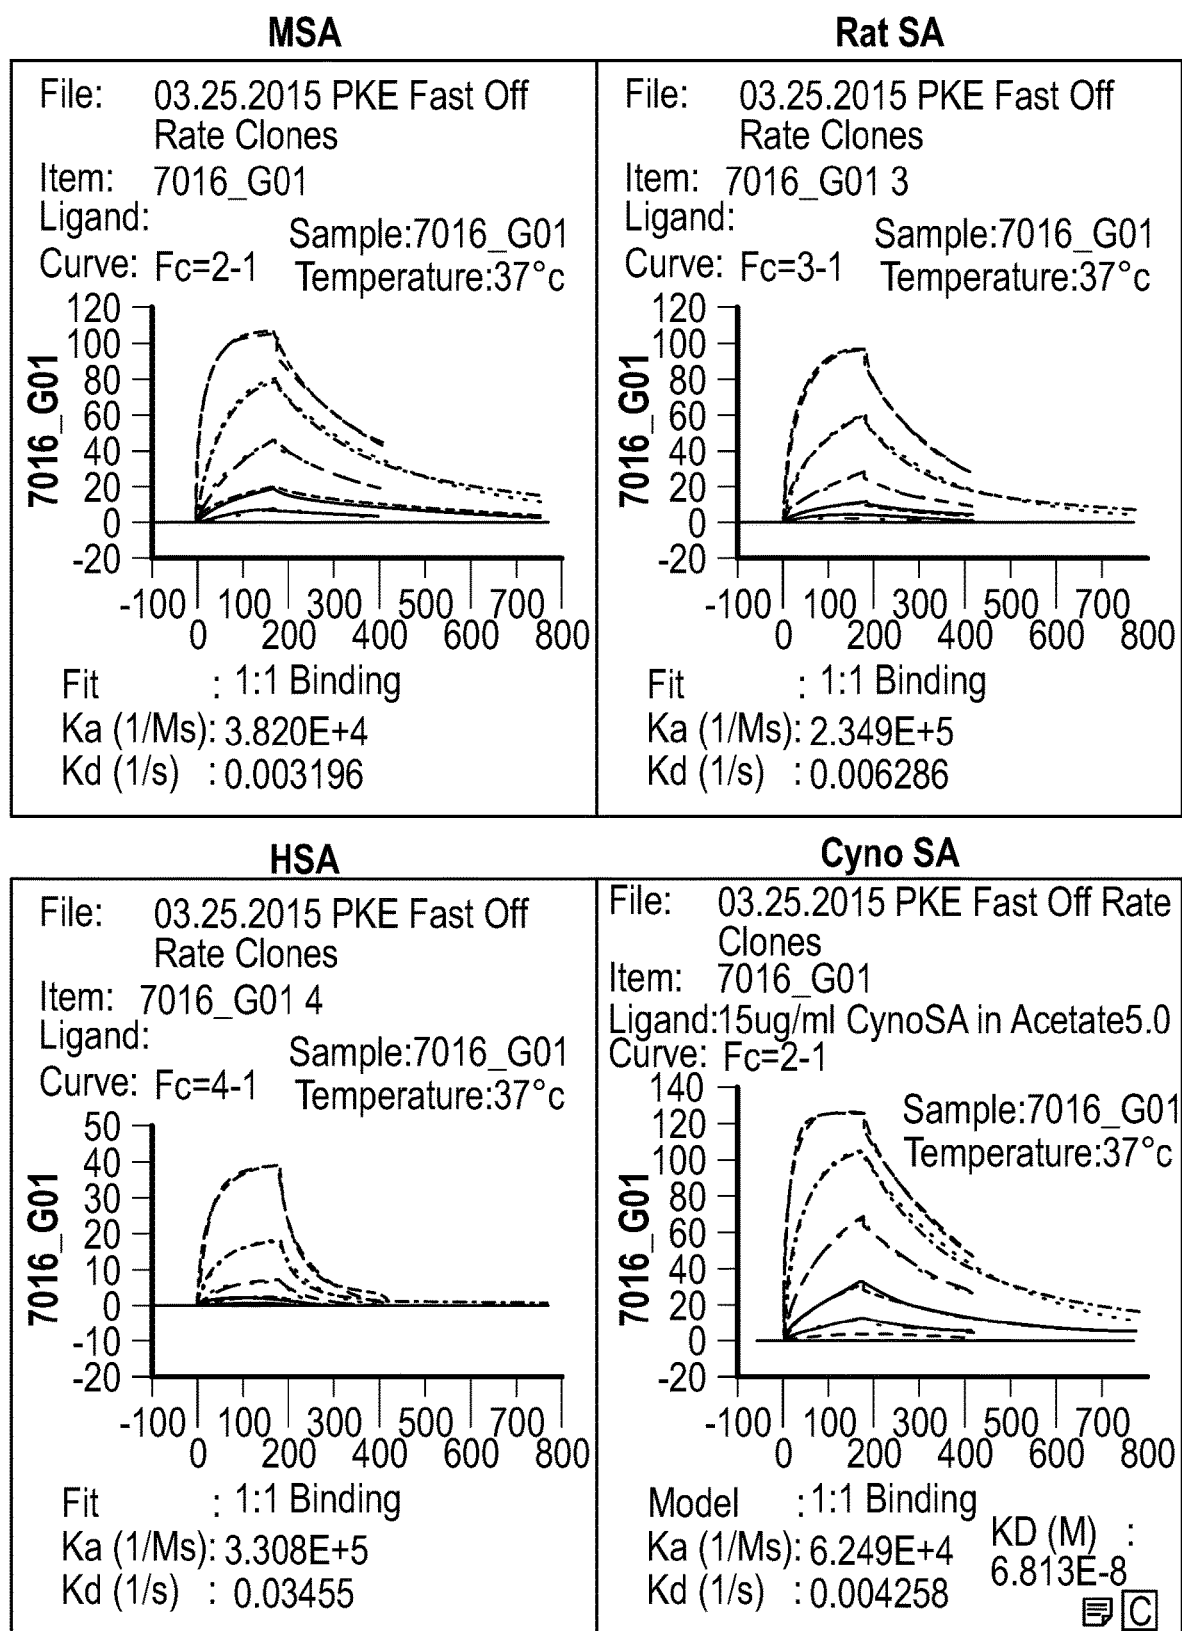 MSA
File: 03.25.2015 PKE Fast Off
Rate Clones
Item: 7016_G01
Ligand:
Sample:7016_G01
Curve: Fc=2-1
Temperature:37°c
7016_G01
120
100
80
60
40
20
0
-20
-100 100 300 500 700
0 200 400 600 800
Fit : 1:1 Binding
Ka (1/Ms): 3.820E+4
Kd (1/s) : 0.003196
Rat SA
File: 03.25.2015 PKE Fast Off
Rate Clones
Item: 7016_G01 3
Ligand:
Sample:7016_G01
Curve: Fc=3-1
Temperature:37°c
7016_G01
120
100
80
60
40
20
0
-20
-100 100 300 500 700
0 200 400 600 800
Fit : 1:1 Binding
Ka (1/Ms): 2.349E+5
Kd (1/s) : 0.006286
HSA
File: 03.25.2015 PKE Fast Off
Rate Clones
Item: 7016_G01 4
Ligand:
Sample:7016_G01
Curve: Fc=4-1
Temperature:37°c
7016_G01
50
40
30
20
10
0
-10
-20
-100 100 300 500 700
0 200 400 600 800
Fit : 1:1 Binding
Ka (1/Ms): 3.308E+5
Kd (1/s) : 0.03455
Cyno SA
File: 03.25.2015 PKE Fast Off Rate
Clones
Item: 7016_G01
Ligand:15ug/ml CynoSA in Acetate5.0
Curve: Fc=2-1
Sample:7016_G01
Temperature:37°c
7016_G01
140
120
100
80
60
40
20
0
-20
-100 100 300 500 700
0 200 400 600 800
Model : 1:1 Binding
Ka (1/Ms): 6.249E+4
Kd (1/s) : 0.004258
KD (M) :
6.813E-8
C